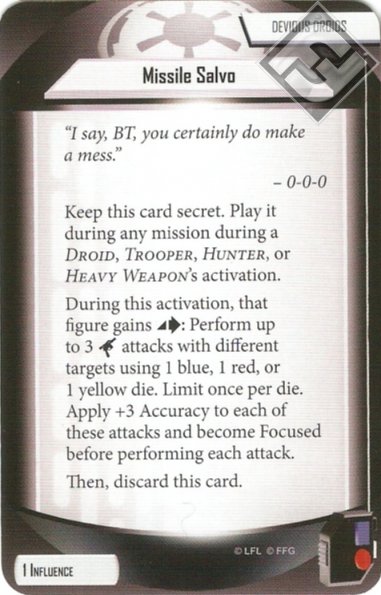 DEVIOUS DROIDS
Missile Salvo
“I say, BT, you certainly do make
a mess.”
– 0-0-0
Keep this card secret. Play it
during any mission during a
DROID, TROOPER, HUNTER, or
HEAVY WEAPON's activation.
During this activation, that
figure gains : Perform up
to 3 attacks with different
targets using 1 blue, 1 red, or
1 yellow die. Limit once per die.
Apply +3 Accuracy to each of
these attacks and become Focused
before performing each attack.
Then, discard this card.
© LFL © FFG
1 INFLUENCE